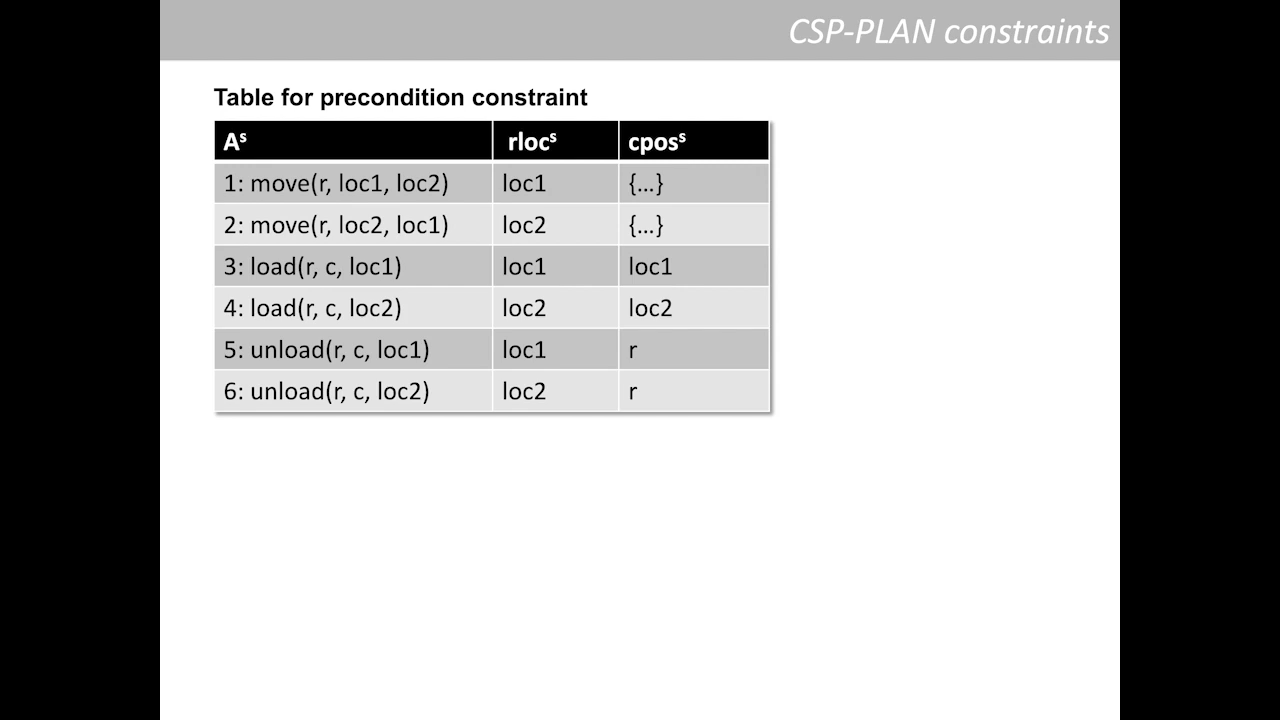 CSP-PLAN constraints
Table for precondition constraint
Aˢ rlocˢ cposˢ
1: move(r, loc1, loc2) loc1 {...}
2: move(r, loc2, loc1) loc2 {...}
3: load(r, c, loc1) loc1 loc1
4: load(r, c, loc2) loc2 loc2
5: unload(r, c, loc1) loc1 r
6: unload(r, c, loc2) loc2 r